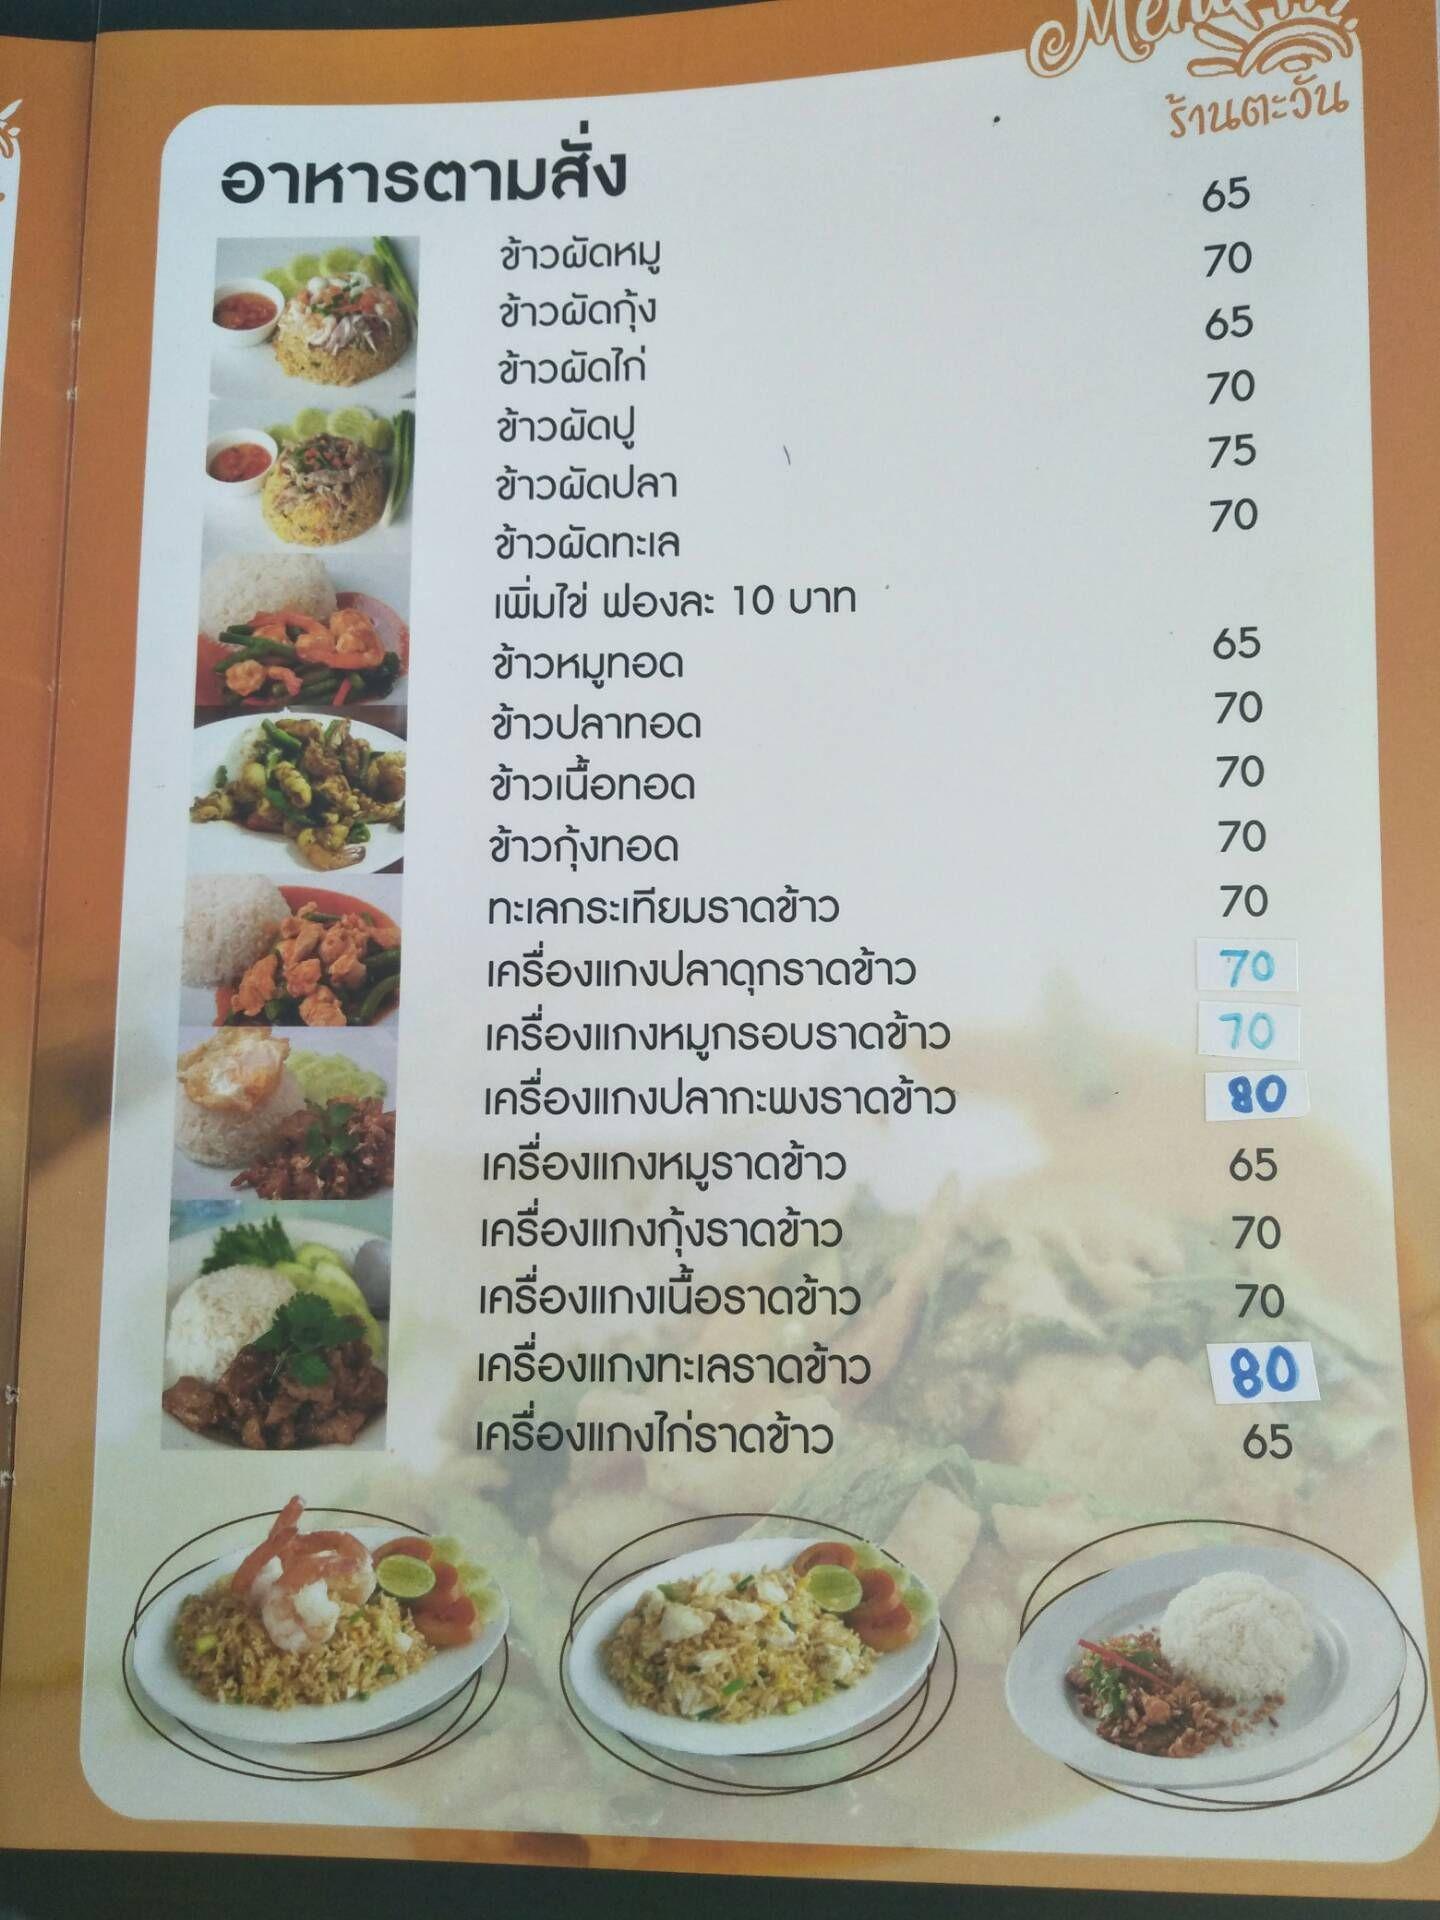 Menu
ร้านตะวัน
อาหารตามสั่ง
ข้าวผัดหมู 65
ข้าวผัดกุ้ง 70
ข้าวผัดไก่ 65
ข้าวผัดปู 70
ข้าวผัดปลา 75
ข้าวผัดทะเล 70
เพิ่มไข่ ฟองละ 10 บาท
ข้าวหมูทอด 65
ข้าวปลาทอด 70
ข้าวเนื้อทอด 70
ข้าวกุ้งทอด 70
ทะเลกระเทียมราดข้าว 70
เครื่องแกงปลาดุกราดข้าว 70
เครื่องแกงหมูกรอบราดข้าว 70
เครื่องแกงปลากะพงราดข้าว 80
เครื่องแกงหมูราดข้าว 65
เครื่องแกงกุ้งราดข้าว 70
เครื่องแกงเนื้อราดข้าว 70
เครื่องแกงทะเลราดข้าว 80
เครื่องแกงไก่ราดข้าว 65